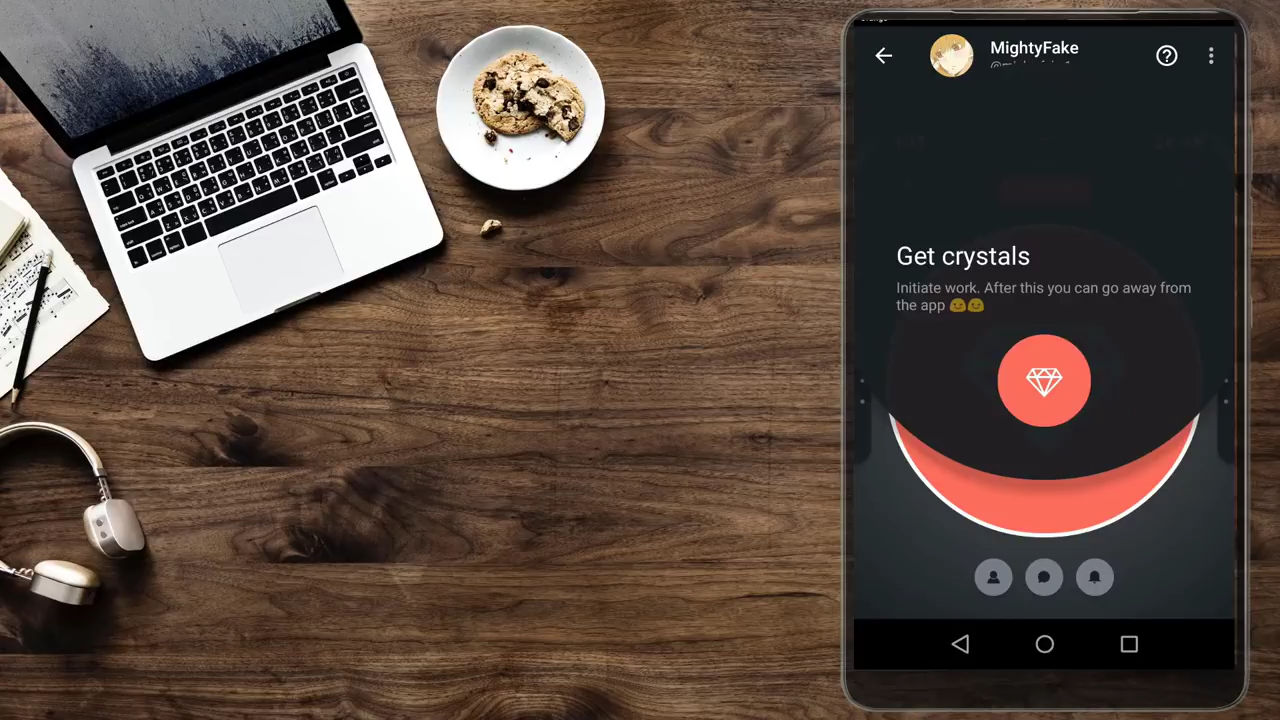 MightyFake
Get crystals
Initiate work. After this you can go away from
the app 😊😊